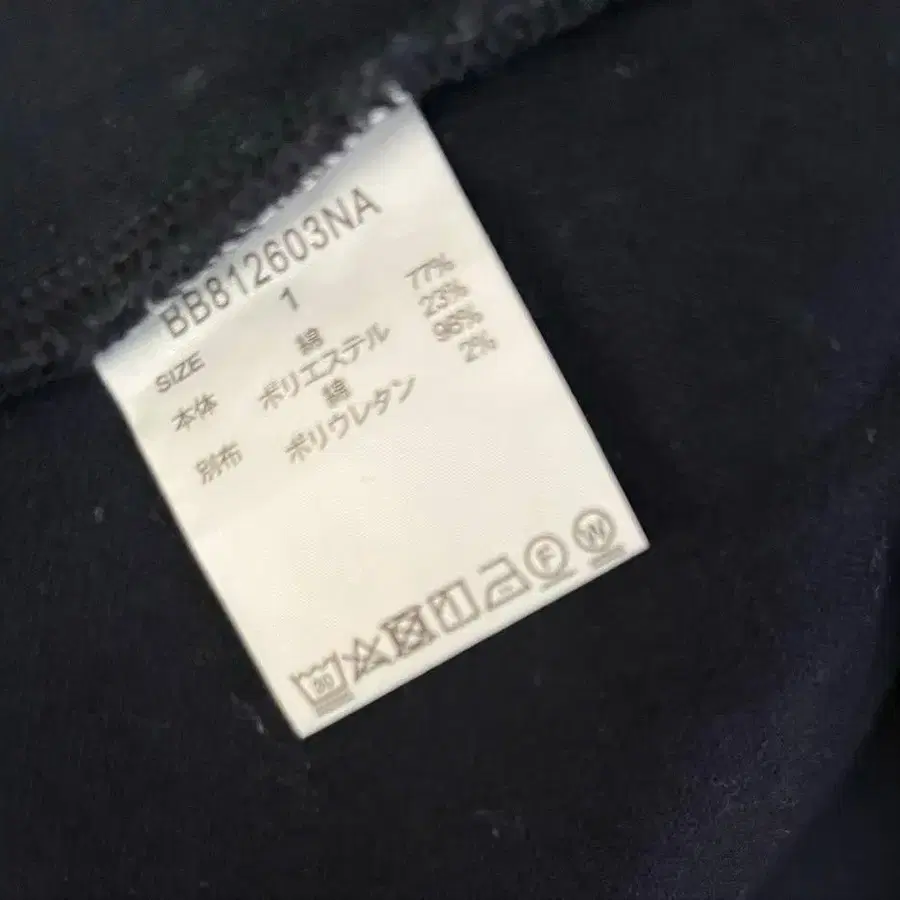 BB812603NA
SIZE 1
本体 綿 77%
ポリエステル 23%
別布 綿 98%
ポリウレタン 2%
30
F W